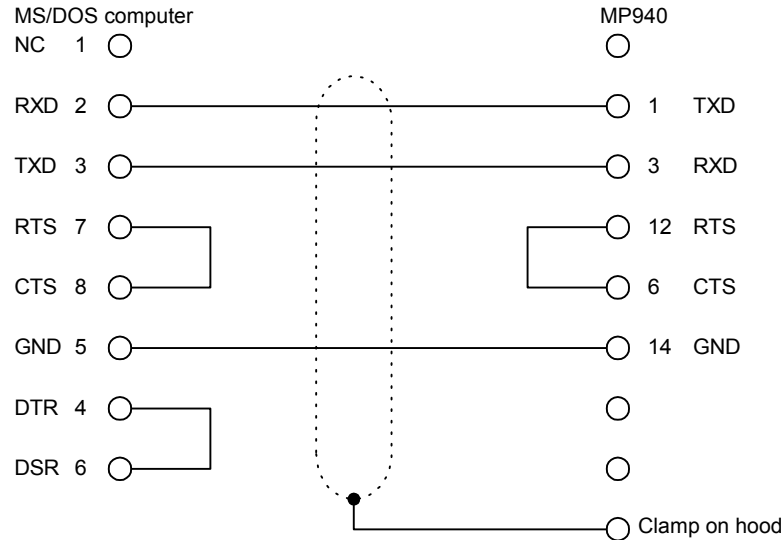 MS/DOS computer MP940
NC 1
RXD 2 1 TXD
TXD 3 3 RXD
RTS 7 12 RTS
CTS 8 6 CTS
GND 5 14 GND
DTR 4
DSR 6
Clamp on hood